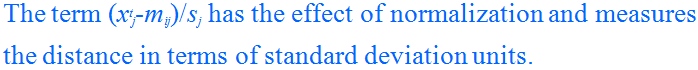 The term (xʲⱼ-mᵢⱼ)/sⱼ has the effect of normalization and measures
the distance in terms of standard deviation units.